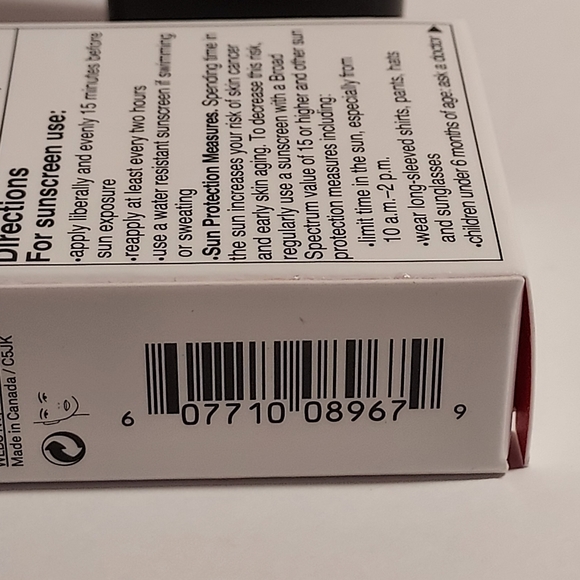 Directions
For sunscreen use:
•apply liberally and evenly 15 minutes before
sun exposure
•reapply at least every two hours
•use a water resistant sunscreen if swimming
or sweating
•Sun Protection Measures. Spending time in
the sun increases your risk of skin cancer
and early skin aging. To decrease this risk,
regularly use a sunscreen with a Broad
Spectrum value of 15 or higher and other sun
protection measures including:
•limit time in the sun, especially from
10 a.m.–2 p.m.
•wear long-sleeved shirts, pants, hats
and sunglasses
•children under 6 months of age: ask a doctor
Made in Canada / C5JK
6 07710 08967 9